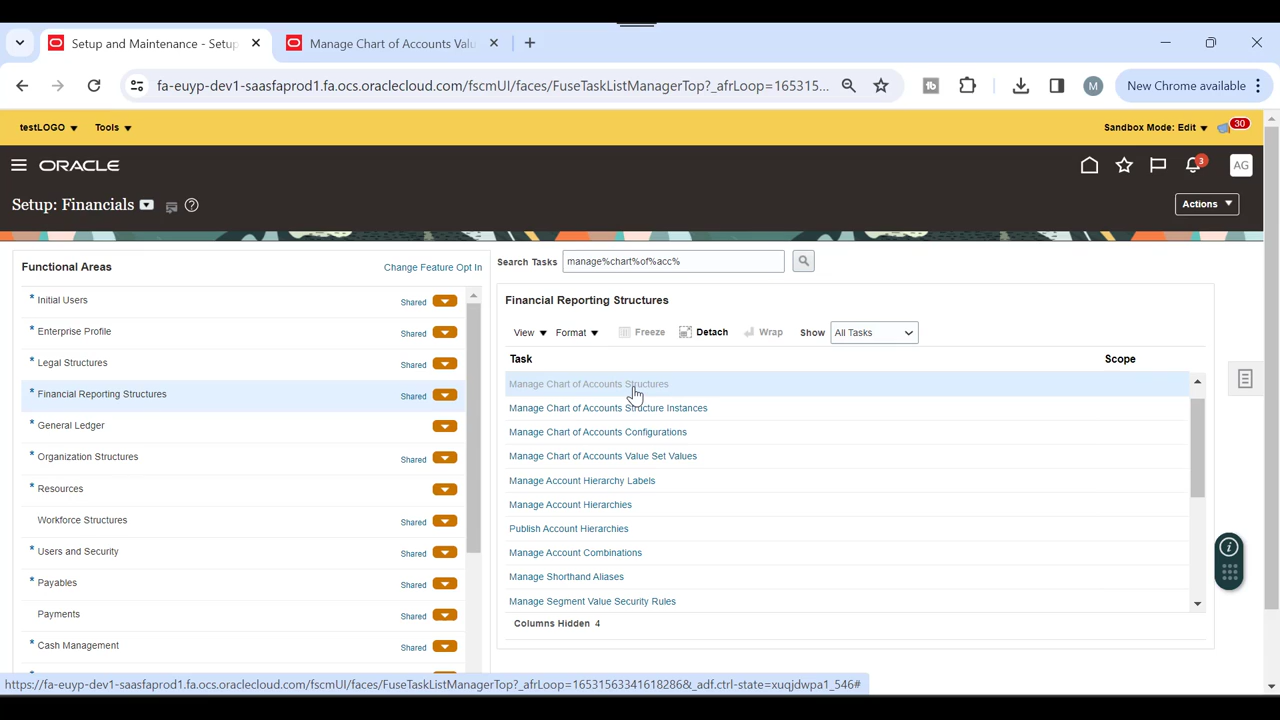 Setup and Maintenance - Setup
Manage Chart of Accounts Valu
fa-euyp-dev1-saasfaprod1.fa.ocs.oraclecloud.com/fscmUI/faces/FuseTaskListManagerTop?_afrLoop=165315...
New Chrome available
M
testLOGO
Tools
Sandbox Mode: Edit
30
ORACLE
3
AG
Setup: Financials
Actions
Functional Areas
Change Feature Opt In
* Initial Users Shared
* Enterprise Profile Shared
* Legal Structures Shared
* Financial Reporting Structures Shared
* General Ledger
* Organization Structures Shared
* Resources
Workforce Structures Shared
* Users and Security Shared
* Payables Shared
Payments Shared
* Cash Management Shared
Search Tasks manage%chart%of%acc%
Financial Reporting Structures
View Format Freeze Detach Wrap Show All Tasks
Task Scope
Manage Chart of Accounts Structures
Manage Chart of Accounts Structure Instances
Manage Chart of Accounts Configurations
Manage Chart of Accounts Value Set Values
Manage Account Hierarchy Labels
Manage Account Hierarchies
Publish Account Hierarchies
Manage Account Combinations
Manage Shorthand Aliases
Manage Segment Value Security Rules
Columns Hidden 4
https://fa-euyp-dev1-saasfaprod1.fa.ocs.oraclecloud.com/fscmUI/faces/FuseTaskListManagerTop?_afrLoop=16531563341618286&_adf.ctrl-state=xuqjdwpa1_546#